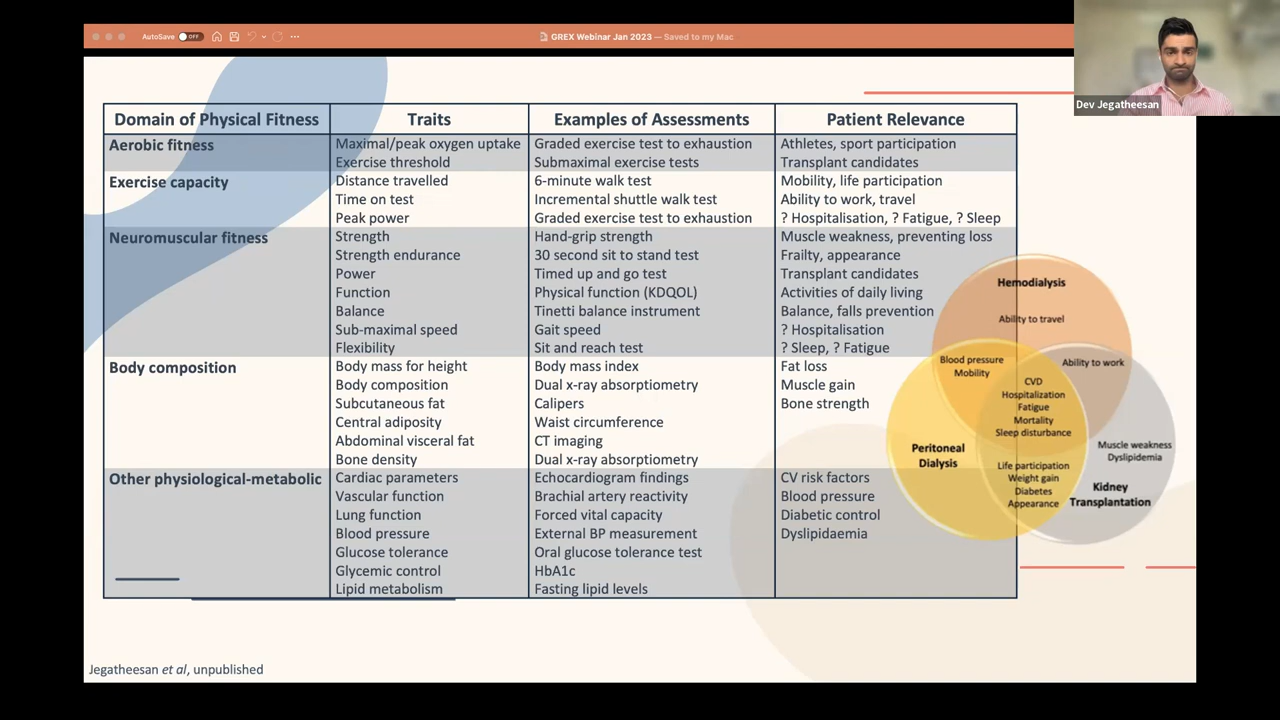 AutoSave OFF
GREX Webinar Jan 2023 — Saved to my Mac
Dev Jegatheesan
Domain of Physical Fitness Traits Examples of Assessments Patient Relevance
Aerobic fitness Maximal/peak oxygen uptake Graded exercise test to exhaustion Athletes, sport participation
Exercise threshold Submaximal exercise tests Transplant candidates
Exercise capacity Distance travelled 6-minute walk test Mobility, life participation
Time on test Incremental shuttle walk test Ability to work, travel
Peak power Graded exercise test to exhaustion ? Hospitalisation, ? Fatigue, ? Sleep
Neuromuscular fitness Strength Hand-grip strength Muscle weakness, preventing loss
Strength endurance 30 second sit to stand test Frailty, appearance
Power Timed up and go test Transplant candidates
Function Physical function (KDQOL) Activities of daily living
Balance Tinetti balance instrument Balance, falls prevention
Sub-maximal speed Gait speed ? Hospitalisation
Flexibility Sit and reach test ? Sleep, ? Fatigue
Body composition Body mass for height Body mass index Fat loss
Body composition Dual x-ray absorptiometry Muscle gain
Subcutaneous fat Calipers Bone strength
Central adiposity Waist circumference
Abdominal visceral fat CT imaging
Bone density Dual x-ray absorptiometry
Other physiological-metabolic Cardiac parameters Echocardiogram findings CV risk factors
Vascular function Brachial artery reactivity Blood pressure
Lung function Forced vital capacity Diabetic control
Blood pressure External BP measurement Dyslipidaemia
Glucose tolerance Oral glucose tolerance test
Glycemic control HbA1c
Lipid metabolism Fasting lipid levels
Hemodialysis
Ability to travel
Blood pressure
Mobility
Ability to work
CVD
Hospitalization
Fatigue
Mortality
Sleep disturbance
Peritoneal
Dialysis
Muscle weakness
Dyslipidemia
Life participation
Weight gain
Diabetes
Appearance
Kidney
Transplantation
Jegatheesan et al, unpublished